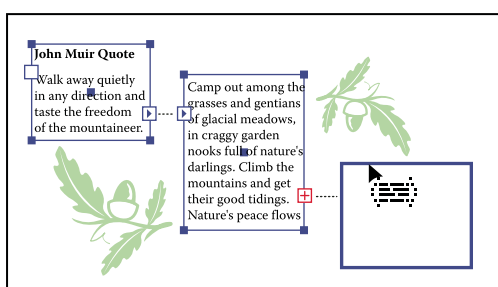 John Muir Quote
Walk away quietly
in any direction and
taste the freedom
of the mountaineer.
Camp out among the
grasses and gentians
of glacial meadows,
in craggy garden
nooks full of nature's
darlings. Climb the
mountains and get
their good tidings.
Nature's peace flows